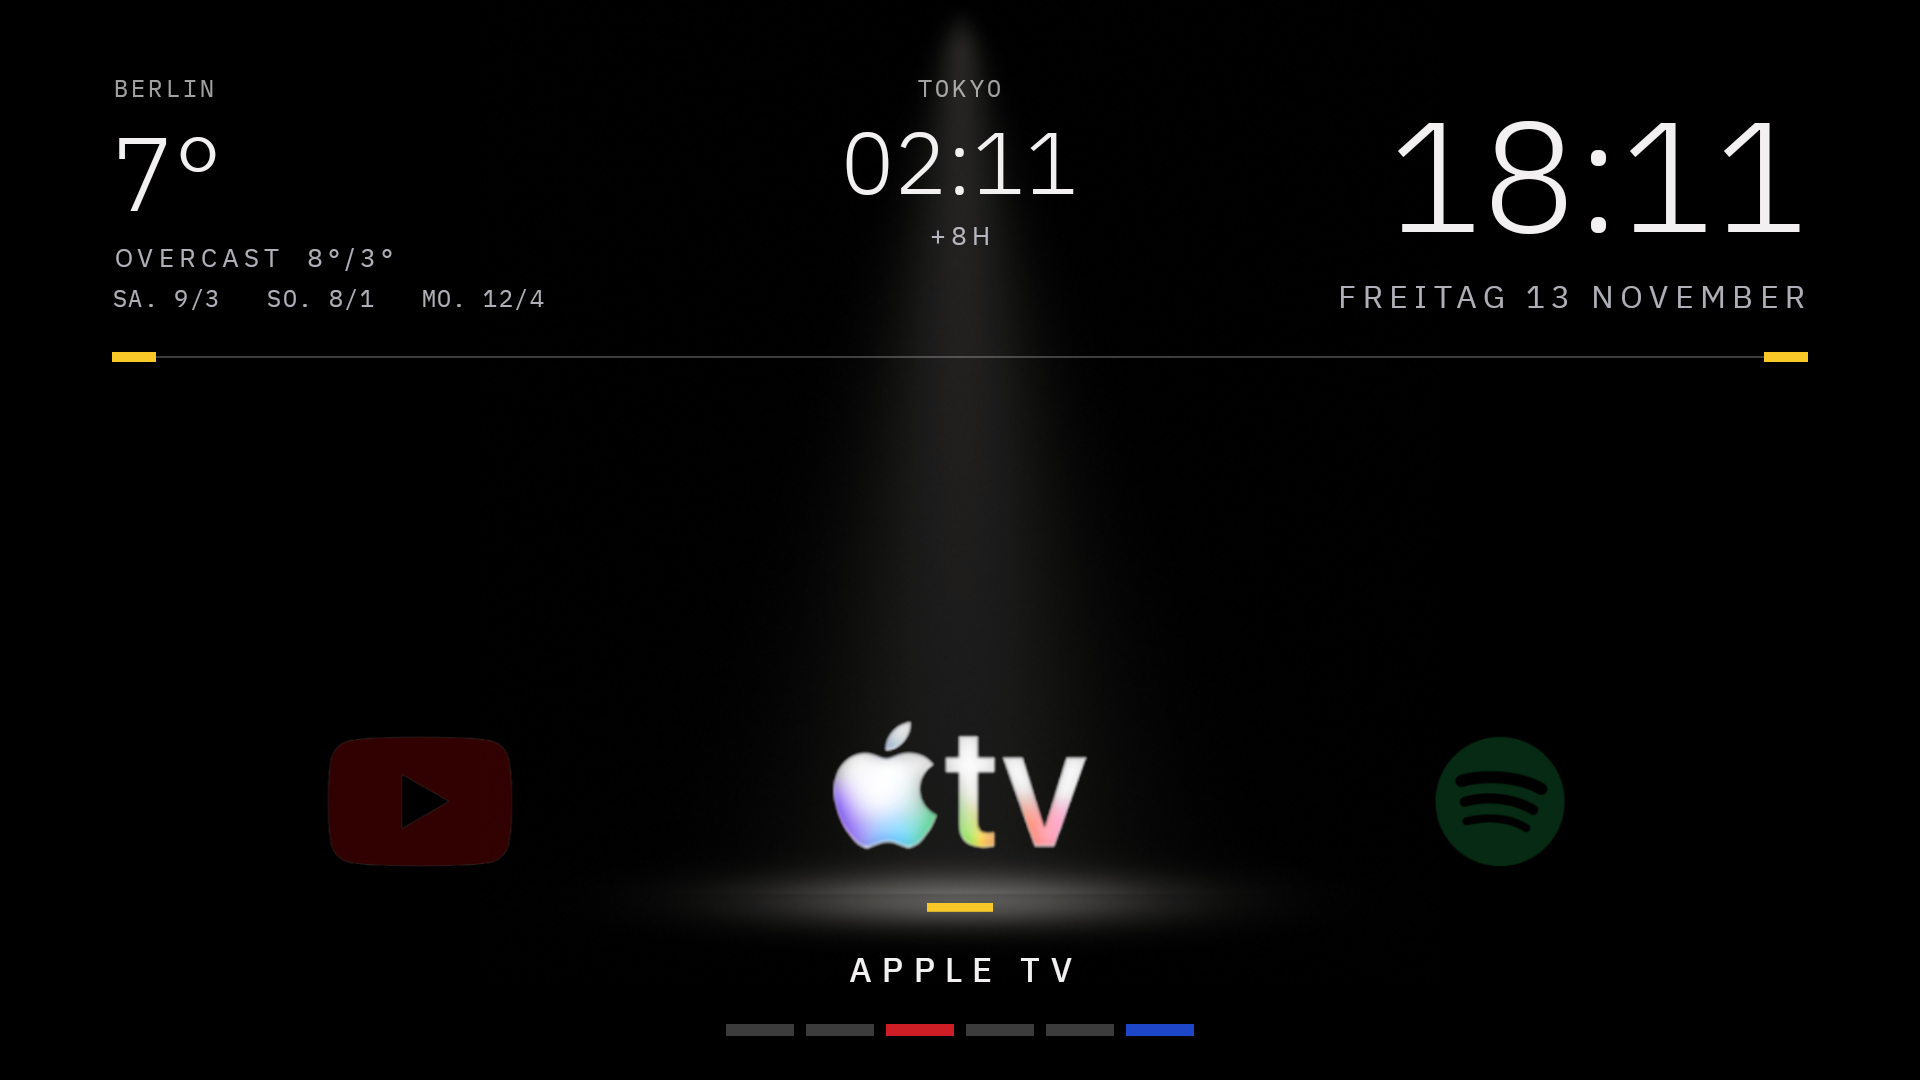 BERLIN
7°
OVERCAST 8°/3°
SA. 9/3 SO. 8/1 MO. 12/4
TOKYO
02:11
+8H
18:11
FREITAG 13 NOVEMBER
tv
APPLE TV